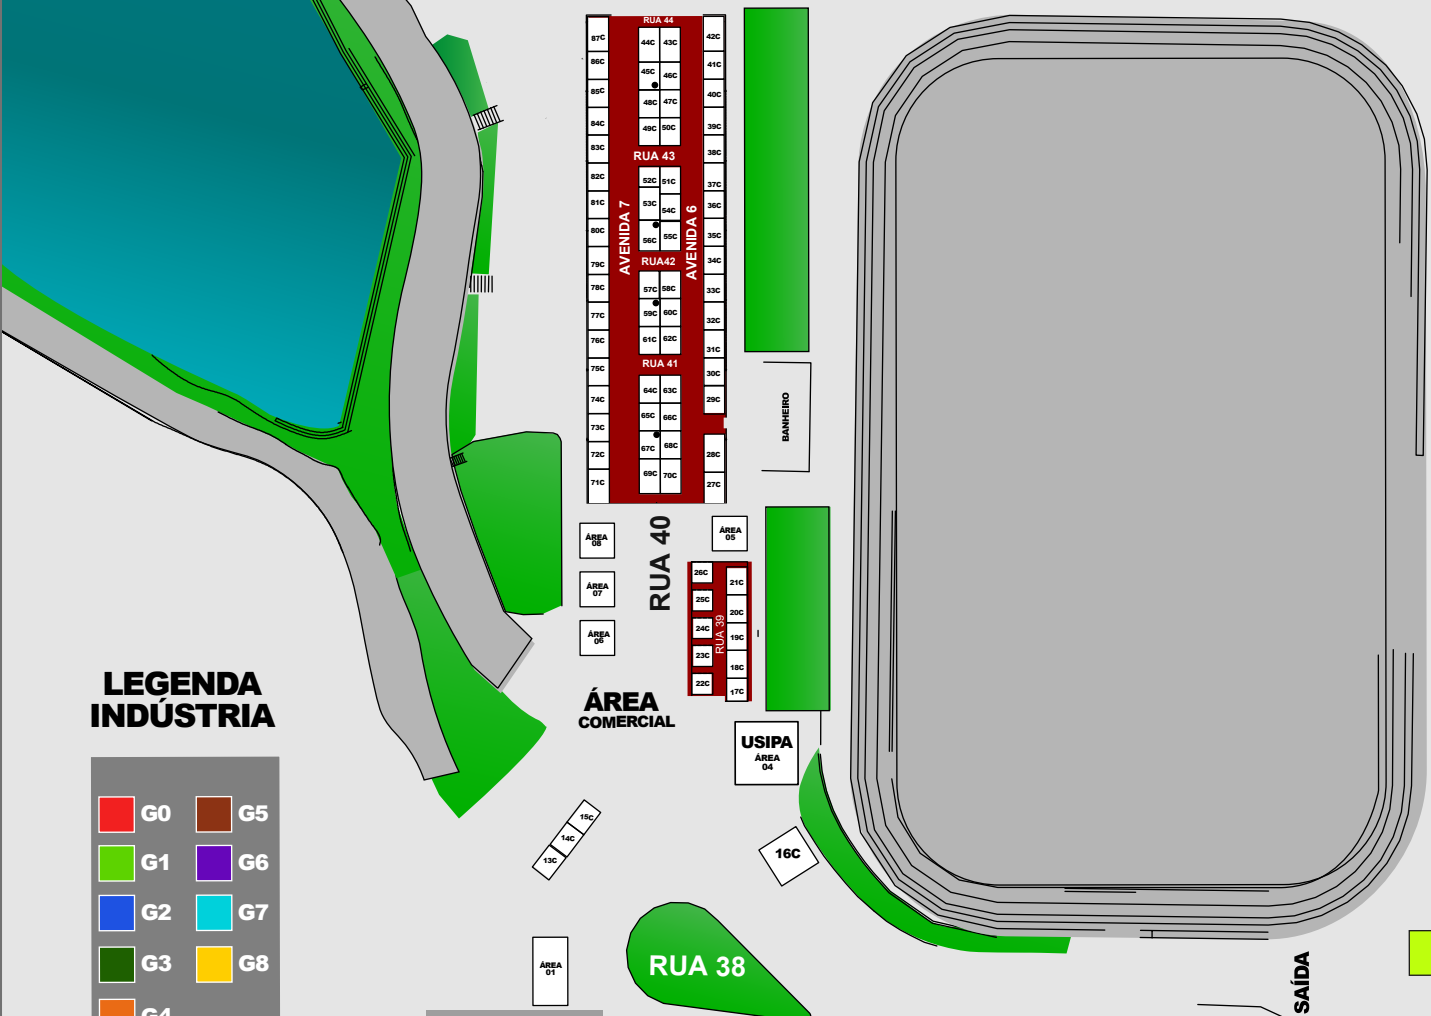 RUA 44
87C
86C
85C
84C
83C
82C
81C
80C
79C
78C
77C
76C
75C
74C
73C
72C
71C
AVENIDA 7
44C 43C
45C 46C
48C 47C
49C 50C
RUA 43
52C 51C
53C 54C
56C 55C
RUA42
57C 58C
59C 60C
61C 62C
RUA 41
64C 63C
65C 66C
67C 68C
69C 70C
AVENIDA 6
42C
41C
40C
39C
38C
37C
36C
35C
34C
33C
32C
31C
30C
29C
28C
27C
BANHEIRO
ÁREA
08
ÁREA
07
ÁREA
06
RUA 40
ÁREA
05
26C
25C
24C
23C
22C
RUA 39
21C
20C
19C
18C
17C
ÁREA
COMERCIAL
USIPA
ÁREA
04
15C
14C
13C
16C
ÁREA
01
RUA 38
SAÍDA
LEGENDA
INDÚSTRIA
G0 G5
G1 G6
G2 G7
G3 G8
G4